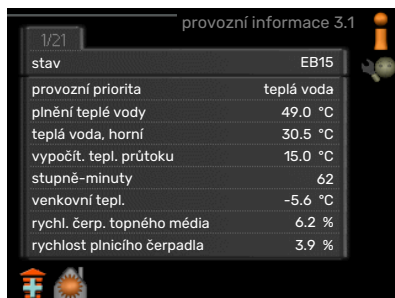 provozní informace 3.1
1/21
stav EB15
provozní priorita teplá voda
plnění teplé vody 49.0 °C
teplá voda, horní 30.5 °C
vypočít. tepl. průtoku 15.0 °C
stupně-minuty 62
venkovní tepl. -5.6 °C
rychl. čerp. topného média 6.2 %
rychlost plnicího čerpadla 3.9 %